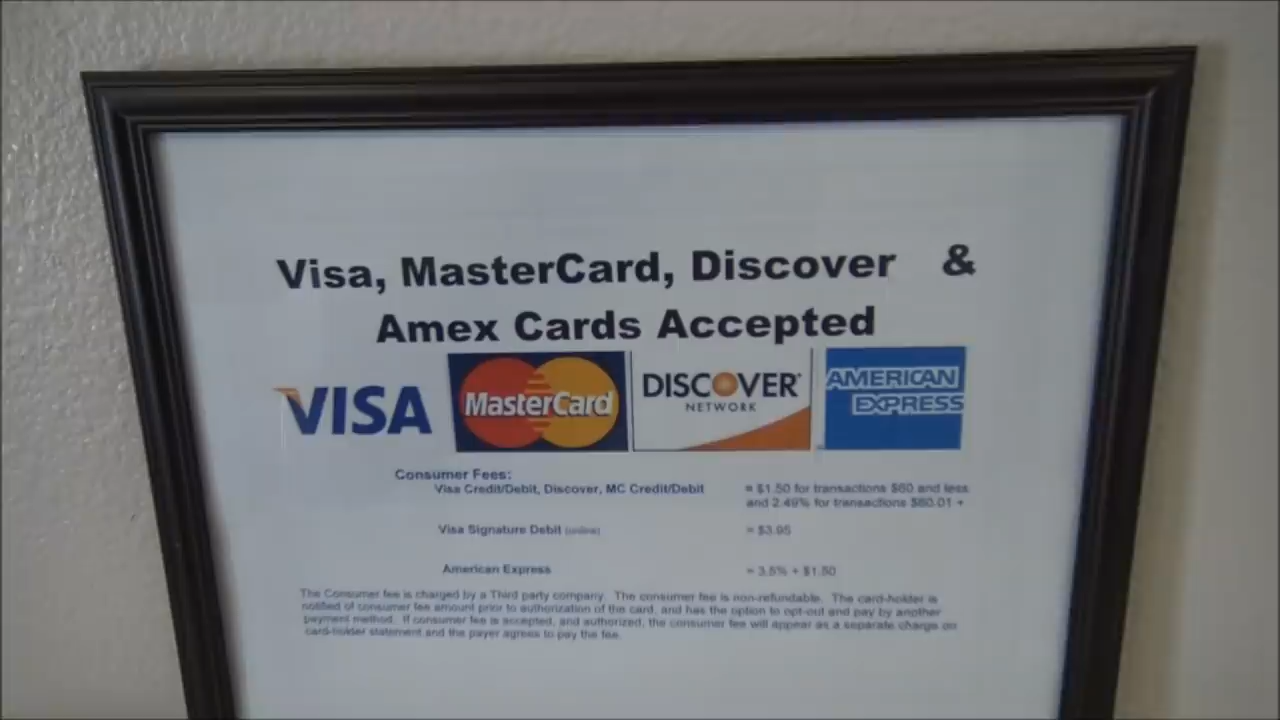 Visa, MasterCard, Discover &
Amex Cards Accepted
VISA MasterCard DISCOVER NETWORK AMERICAN EXPRESS
Consumer Fees:
Visa Credit/Debit, Discover, MC Credit/Debit = $1.50 for transactions $60 and less
and 2.49% for transactions $60.01 +
Visa Signature Debit (online) = $3.95
American Express = 3.5% + $1.50
The Consumer fee is charged by a Third party company. The consumer fee is non-refundable. The card-holder is
notified of consumer fee amount prior to authorization of the card, and has the option to opt-out and pay by another
payment method. If consumer fee is accepted, and authorized, the consumer fee will appear as a separate charge on
card-holder statement and the payer agrees to pay the fee.